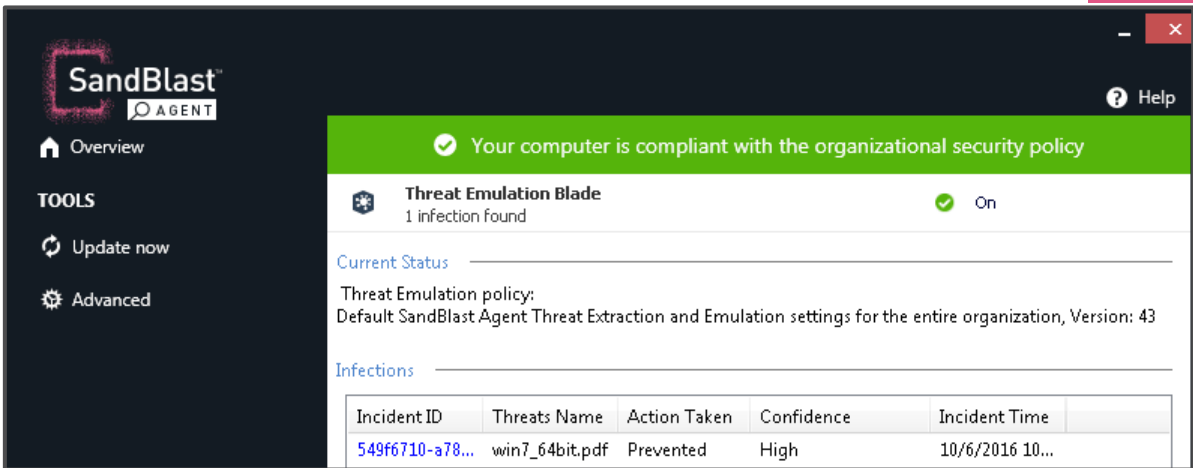 SandBlast™
AGENT
Help
Overview
Your computer is compliant with the organizational security policy
TOOLS
Threat Emulation Blade
On
1 infection found
Update now
Current Status
Advanced
Threat Emulation policy:
Default SandBlast Agent Threat Extraction and Emulation settings for the entire organization, Version: 43
Infections
Incident ID Threats Name Action Taken Confidence Incident Time
549f6710-a78... win7_64bit.pdf Prevented High 10/6/2016 10...